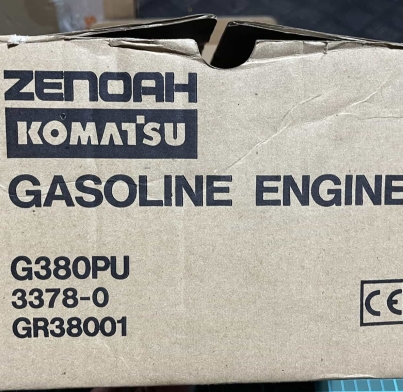 ZENOAH
KOMATSU
GASOLINE ENGINE
G380PU
3378-0
GR38001
CE